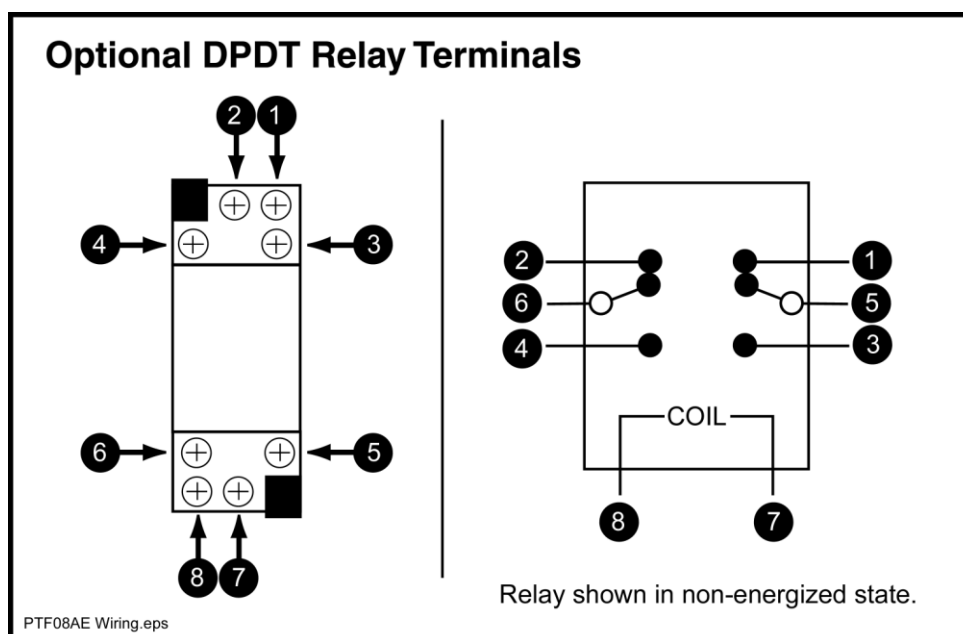 Optional DPDT Relay Terminals
2 1
4 3
6 5
8 7
2 1
6 5
4 3
COIL
8 7
Relay shown in non-energized state.
PTF08AE Wiring.eps